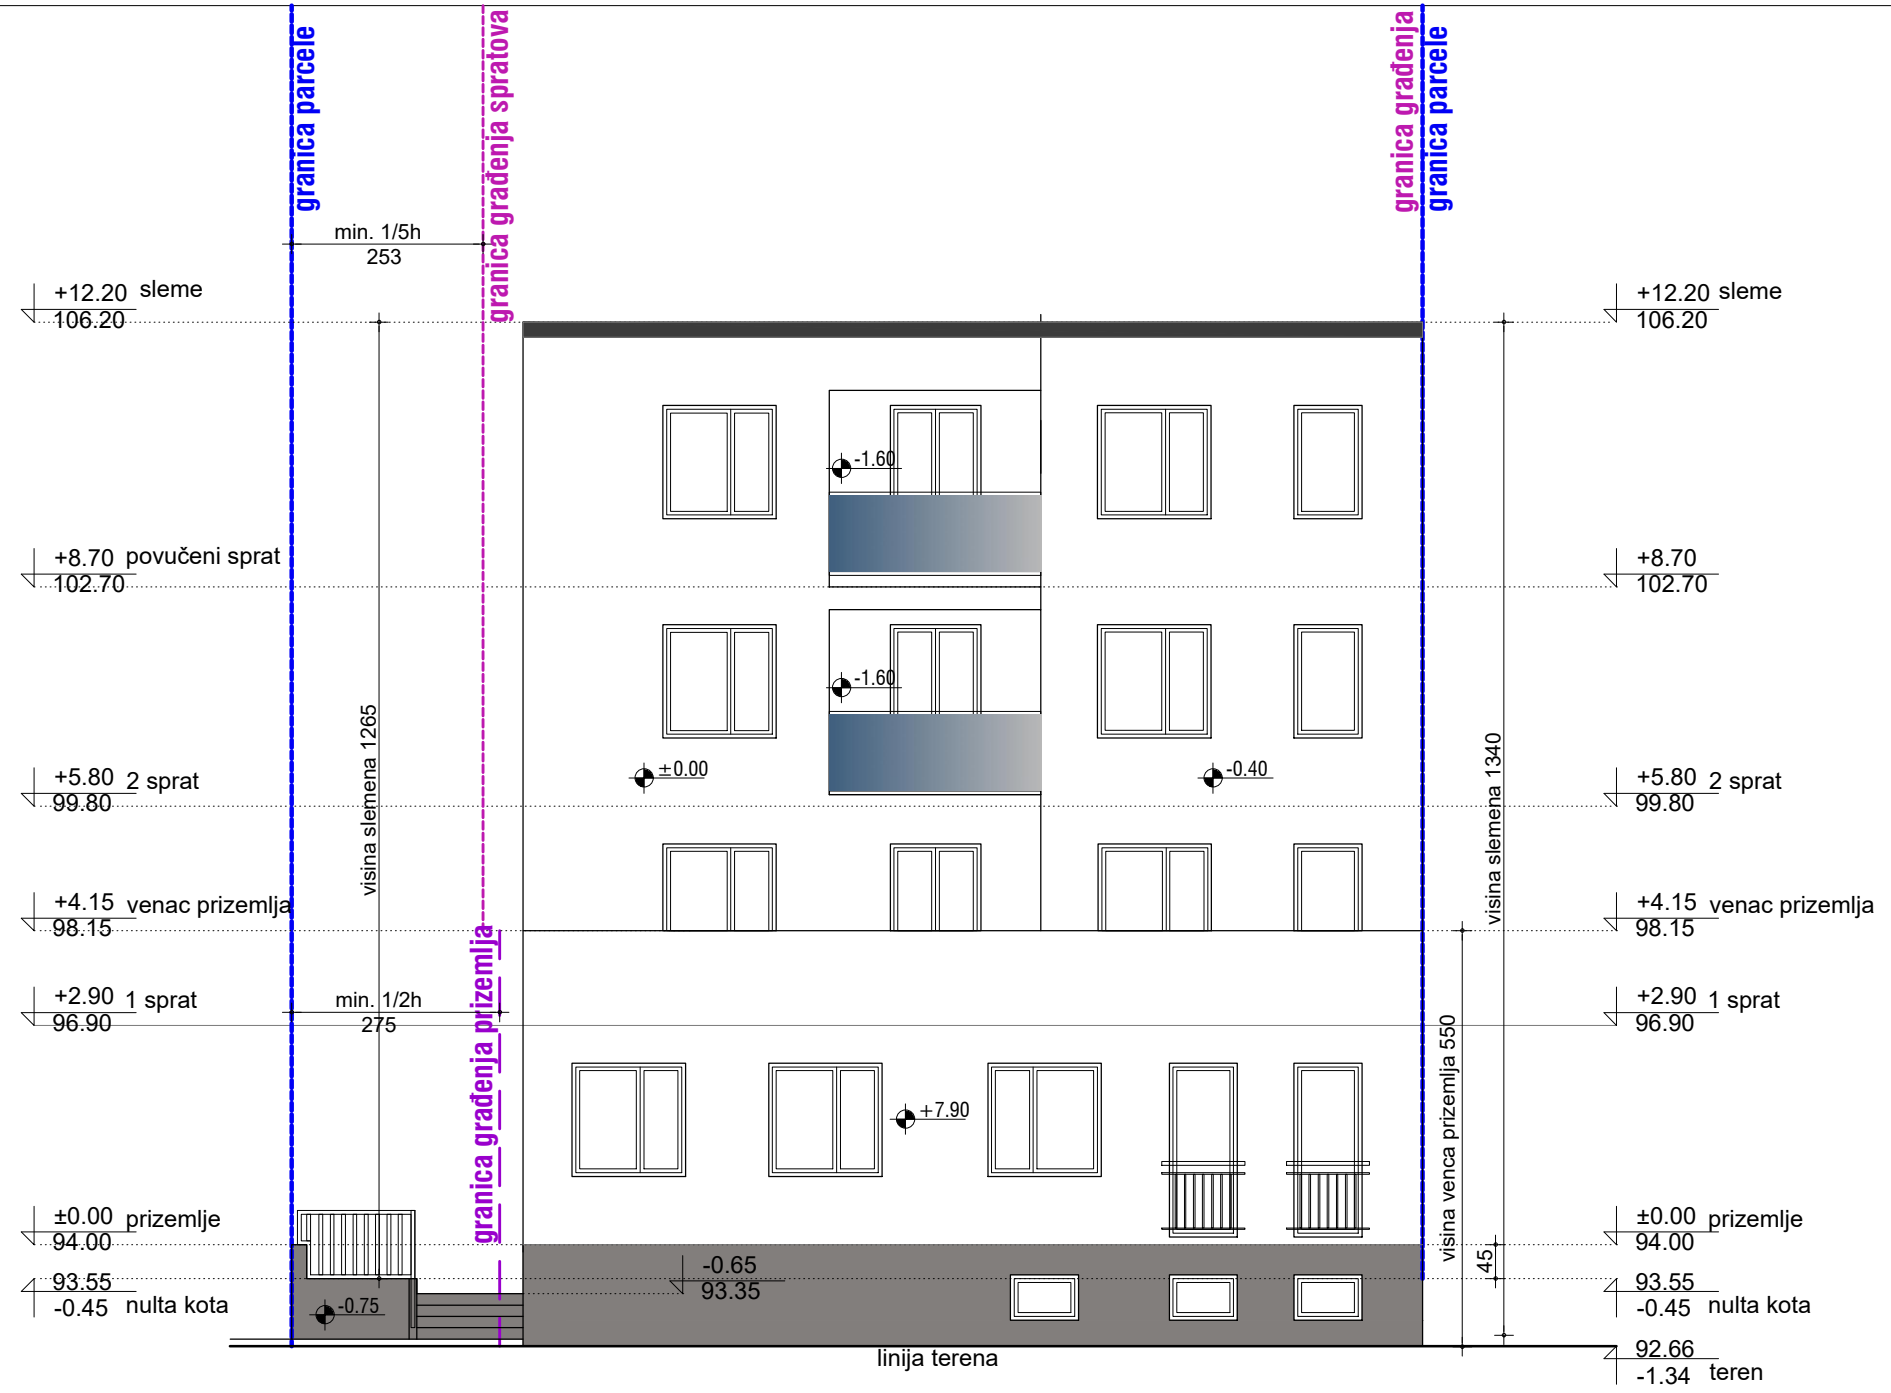 granica parcele
granica građenja spratova
granica građenja
granica parcele
min. 1/5h
253
+12.20 sleme
106.20
+12.20 sleme
106.20
-1.60
+8.70 povučeni sprat
102.70
+8.70
102.70
-1.60
visina slemena 1265
±0.00
-0.40
visina slemena 1340
+5.80 2 sprat
99.80
+5.80 2 sprat
99.80
+4.15 venac prizemlja
98.15
+4.15 venac prizemlja
98.15
granica građenja prizemlja
min. 1/2h
275
+2.90 1 sprat
96.90
+2.90 1 sprat
96.90
visina venca prizemlja 550
+7.90
±0.00 prizemlje
94.00
±0.00 prizemlje
94.00
45
-0.65
93.35
93.55
-0.45 nulta kota
-0.75
93.55
-0.45 nulta kota
linija terena
92.66
-1.34 teren